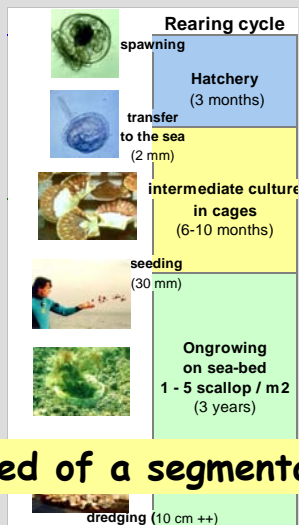 Rearing cycle
spawning
Hatchery
(3 months)
transfer
to the sea
(2 mm)
intermediate culture
in cages
(6-10 months)
seeding
(30 mm)
Ongrowing
on sea-bed
1 - 5 scallop / m2
(3 years)
ed of a segmenta
dredging (10 cm ++)